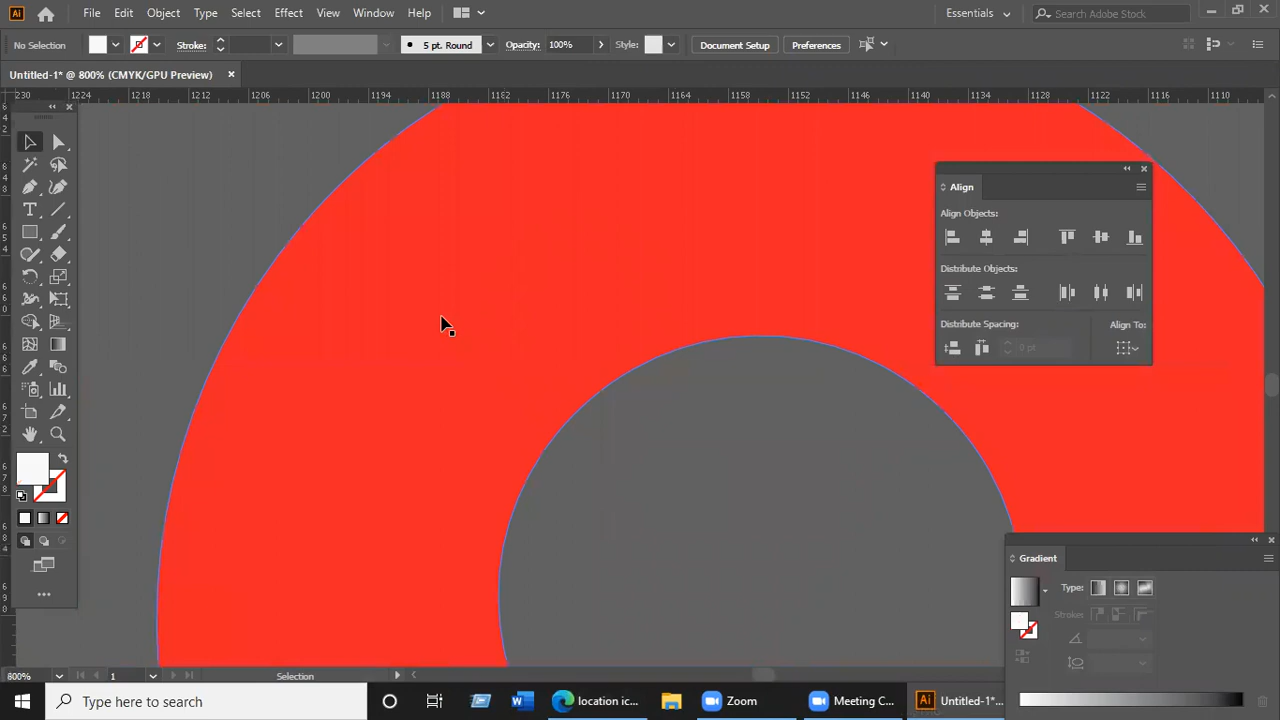 Ai File Edit Object Type Select Effect View Window Help Essentials Search Adobe Stock
No Selection Stroke: 5 pt. Round Opacity: 100% Style: Document Setup Preferences
Untitled-1* @ 800% (CMYK/GPU Preview)
230 1224 1218 1212 1206 1200 1194 1188 1182 1176 1170 1164 1158 1152 1146 1140 1134 1128 1122 1116 1110
Align
Align Objects:
Distribute Objects:
Distribute Spacing: Align To:
0 pt
Gradient
Type:
Stroke:
800% 1 Selection
Type here to search location ic... Zoom Meeting C... Untitled-1*...